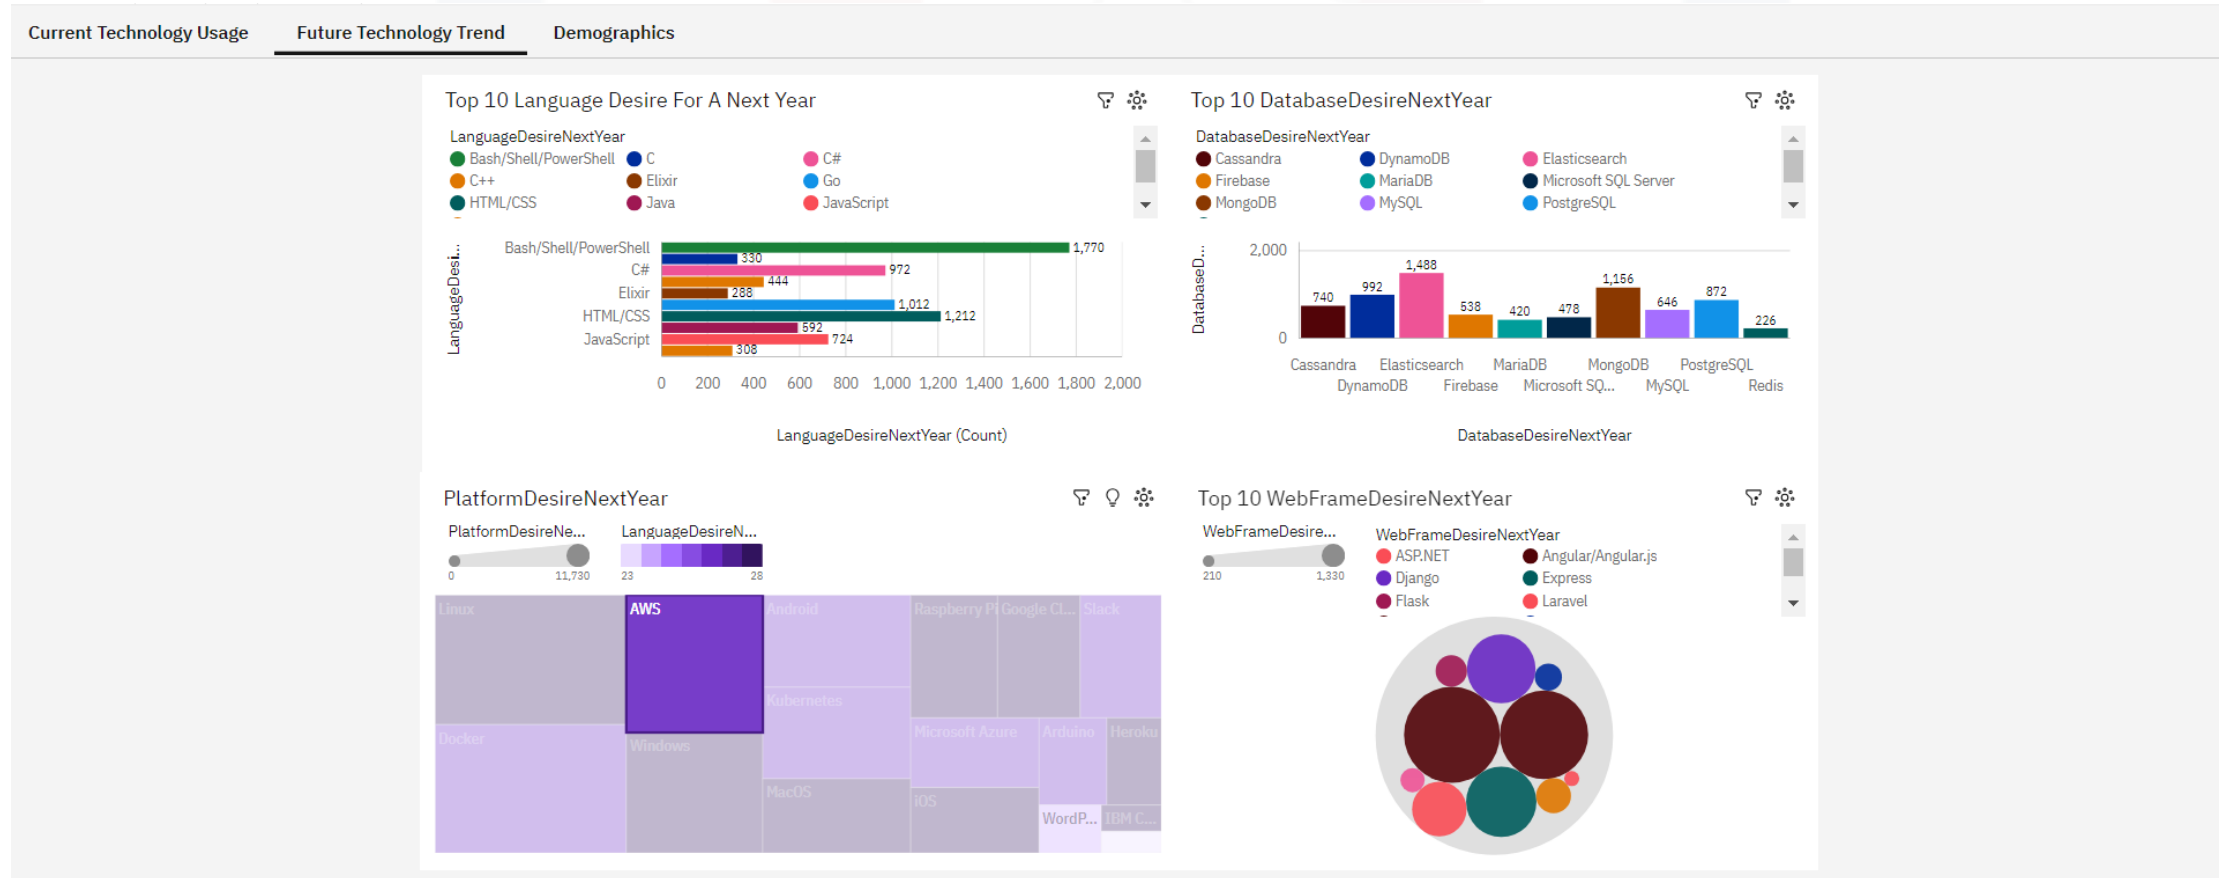 Current Technology Usage Future Technology Trend Demographics
Top 10 Language Desire For A Next Year
LanguageDesireNextYear
Bash/Shell/PowerShell C C#
C++ Elixir Go
HTML/CSS Java JavaScript
LanguageDesi...
Bash/Shell/PowerShell 1,770
330
C# 972
444
Elixir 288
1,012
HTML/CSS 1,212
592
JavaScript 724
308
0 200 400 600 800 1,000 1,200 1,400 1,600 1,800 2,000
LanguageDesireNextYear (Count)
Top 10 DatabaseDesireNextYear
DatabaseDesireNextYear
Cassandra DynamoDB Elasticsearch
Firebase MariaDB Microsoft SQL Server
MongoDB MySQL PostgreSQL
DatabaseD...
2,000
0
740 992 1,488 538 420 478 1,156 646 872 226
Cassandra Elasticsearch MariaDB MongoDB PostgreSQL
DynamoDB Firebase Microsoft SQ... MySQL Redis
DatabaseDesireNextYear
PlatformDesireNextYear
PlatformDesireNe... LanguageDesireN...
0 11,730 23 28
Linux AWS Android Raspberry Pi Google Cl... Slack
Kubernetes
Docker Windows Microsoft Azure Arduino Heroku
MacOS iOS
WordP... IBM C...
Top 10 WebFrameDesireNextYear
WebFrameDesire... WebFrameDesireNextYear
210 1,330
ASP.NET Angular/Angular.js
Django Express
Flask Laravel